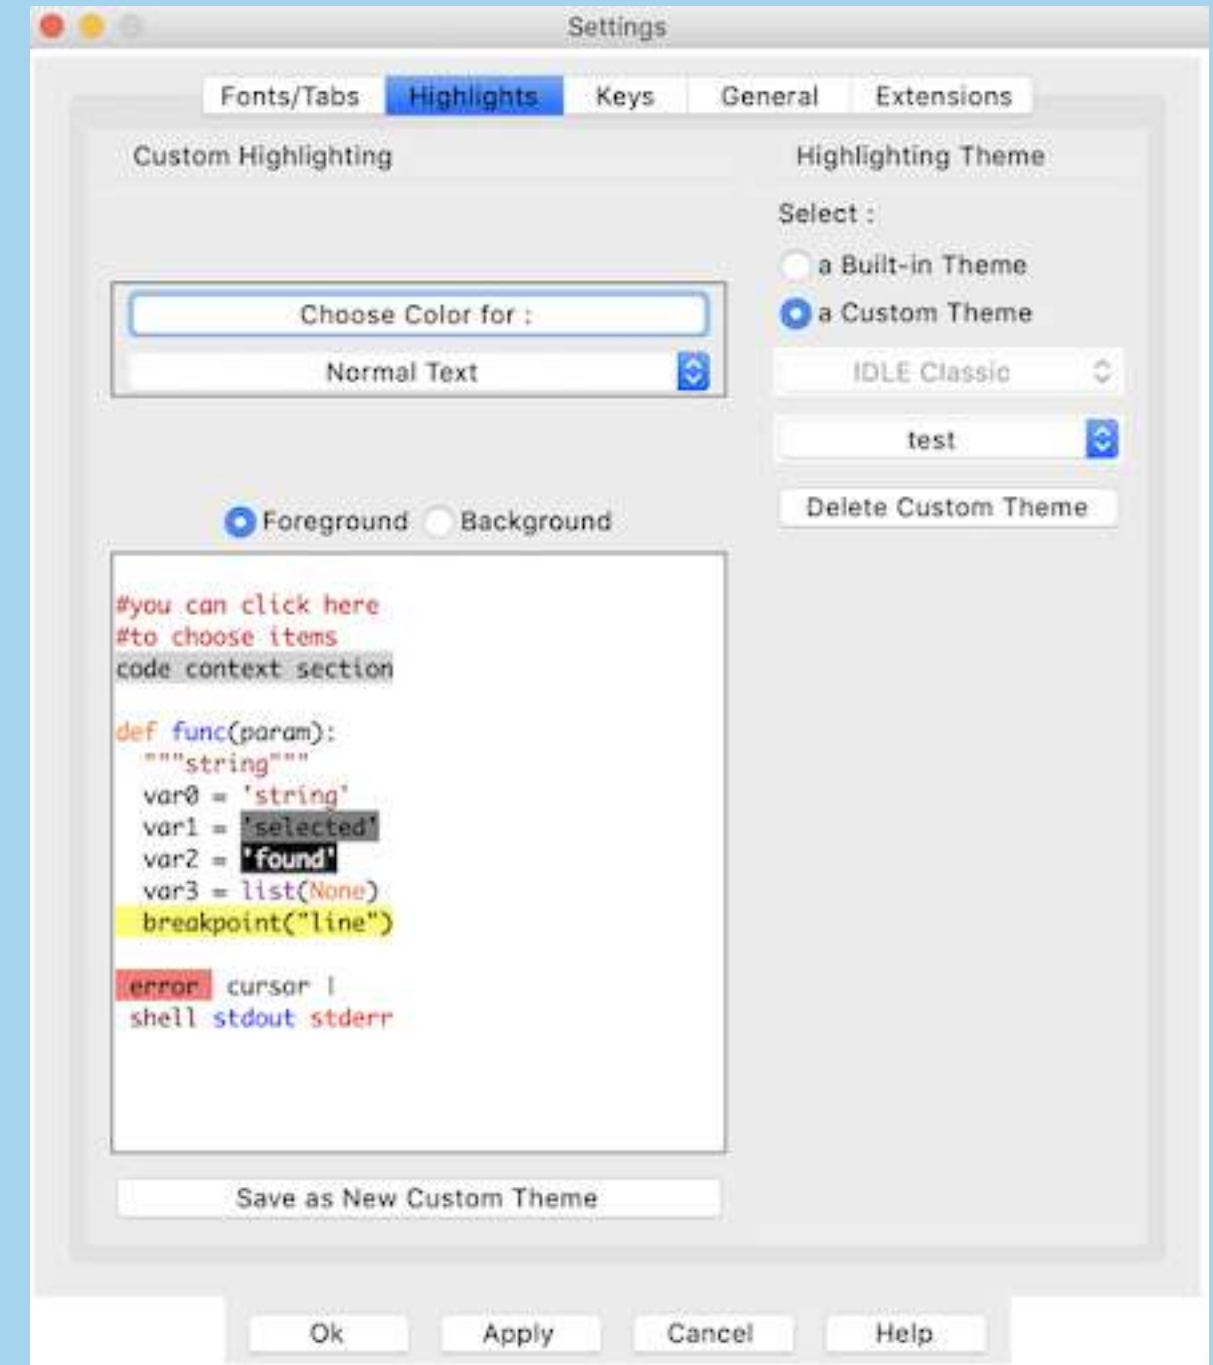 Settings
Fonts/Tabs Highlights Keys General Extensions
Custom Highlighting
Choose Color for :
Normal Text
Foreground Background
#you can click here
#to choose items
code context section
def func(param):
"""string"""
var0 = 'string'
var1 = 'selected'
var2 = 'found'
var3 = list(None)
breakpoint("line")
error cursor |
shell stdout stderr
Save as New Custom Theme
Highlighting Theme
Select :
a Built-in Theme
a Custom Theme
IDLE Classic
test
Delete Custom Theme
Ok Apply Cancel Help